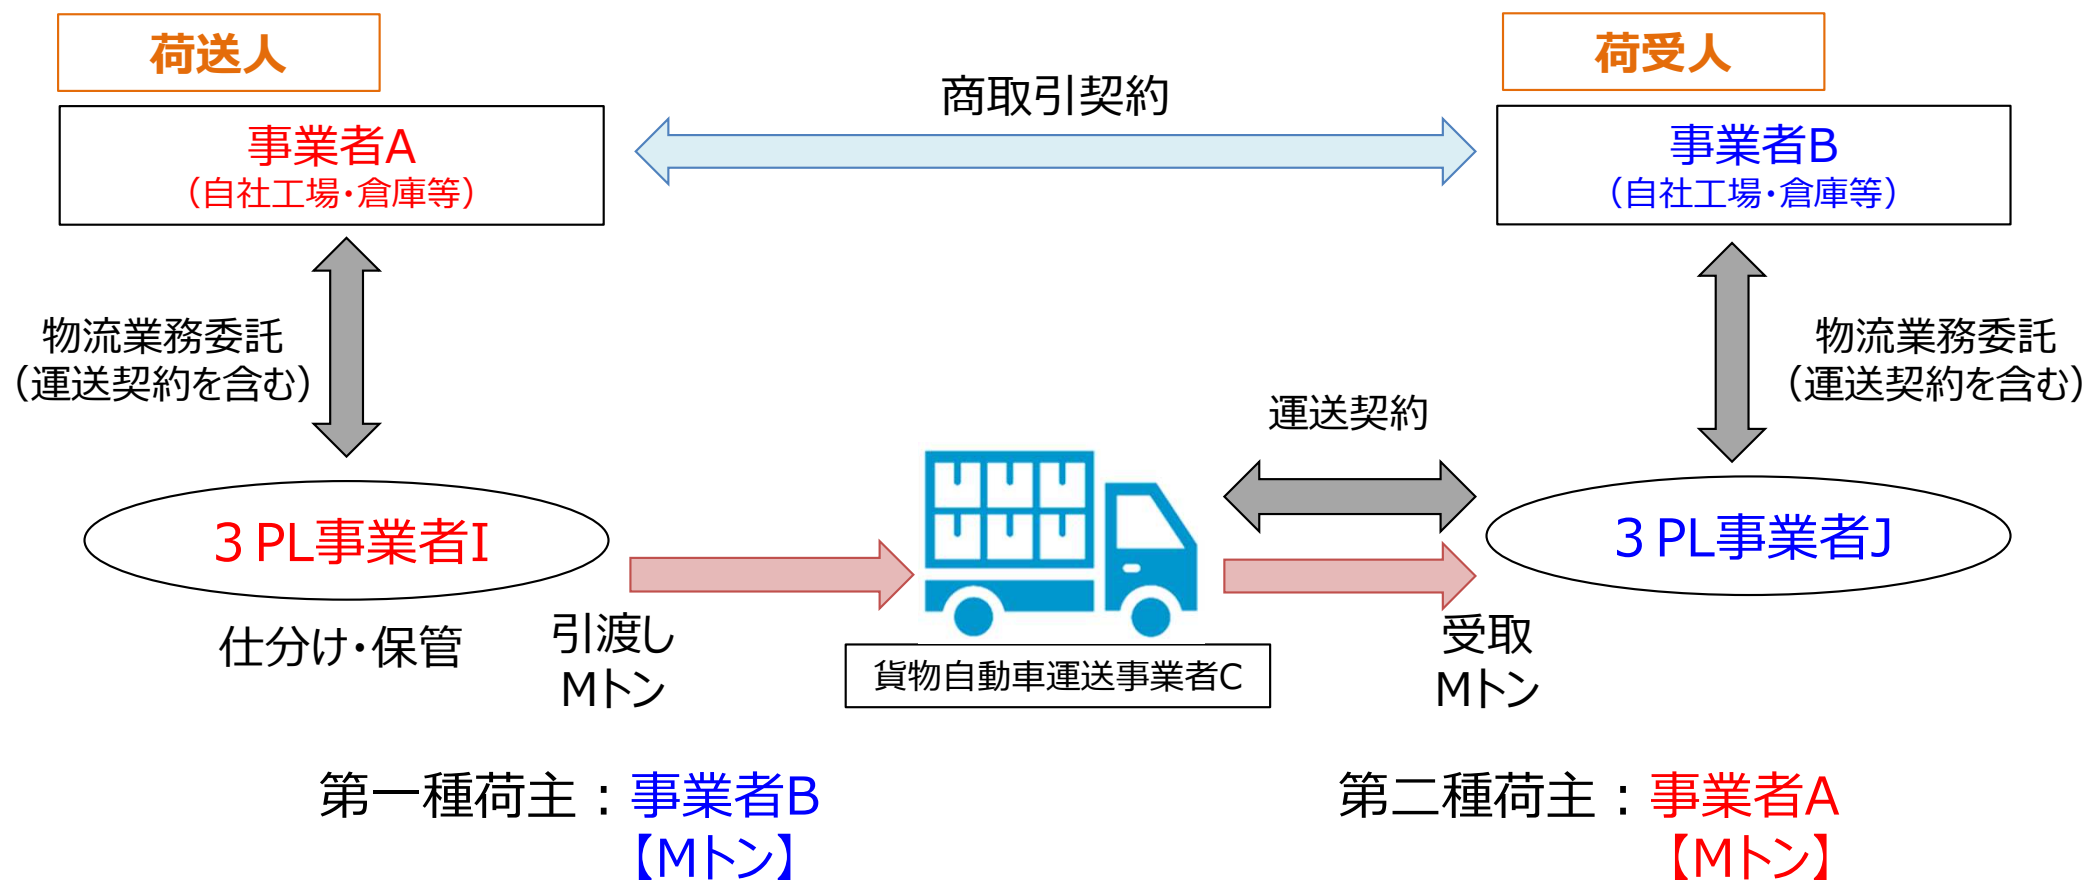 荷送人
荷受人
商取引契約
事業者A
（自社工場・倉庫等）
事業者B
（自社工場・倉庫等）
物流業務委託
（運送契約を含む）
物流業務委託
（運送契約を含む）
運送契約
３PL事業者I
３PL事業者J
仕分け・保管
引渡し
Mトン
貨物自動車運送事業者C
受取
Mトン
第一種荷主：事業者B
【Mトン】
第二種荷主：事業者A
【Mトン】